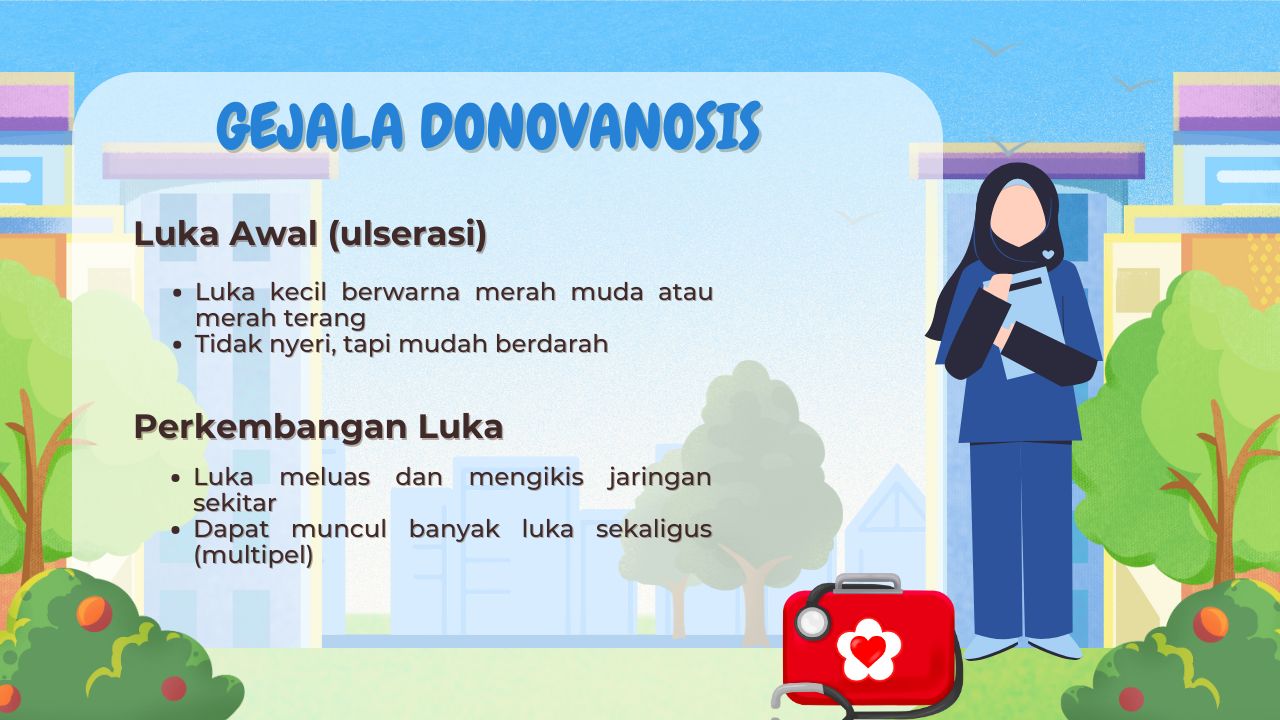 GEJALA DONOVANOSIS
Luka Awal (ulserasi)
• Luka kecil berwarna merah muda atau
merah terang
• Tidak nyeri, tapi mudah berdarah
Perkembangan Luka
• Luka meluas dan mengikis jaringan
sekitar
• Dapat muncul banyak luka sekaligus
(multipel)